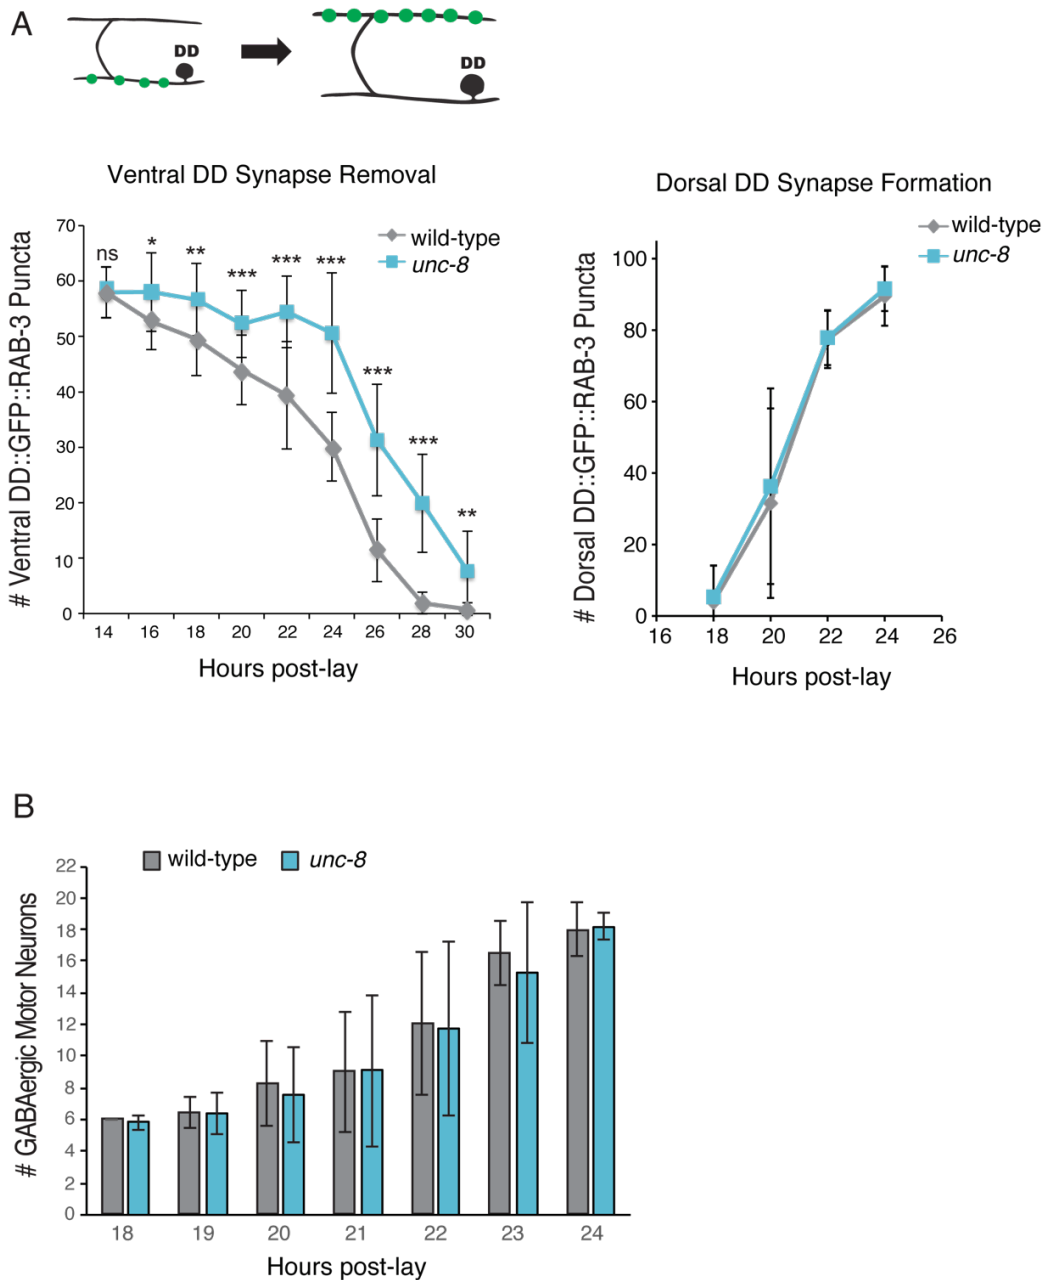 A
DD
DD
Ventral DD Synapse Removal
# Ventral DD::GFP::RAB-3 Puncta
70
60
50
40
30
20
10
0
ns
*
**
***
***
***
***
***
**
wild-type
unc-8
14 16 18 20 22 24 26 28 30
Hours post-lay
Dorsal DD Synapse Formation
# Dorsal DD::GFP::RAB-3 Puncta
wild-type
unc-8
100
80
60
40
20
0
16 18 20 22 24 26
Hours post-lay
B
wild-type unc-8
# GABAergic Motor Neurons
22
20
18
16
14
12
10
8
6
4
2
0
18 19 20 21 22 23 24
Hours post-lay